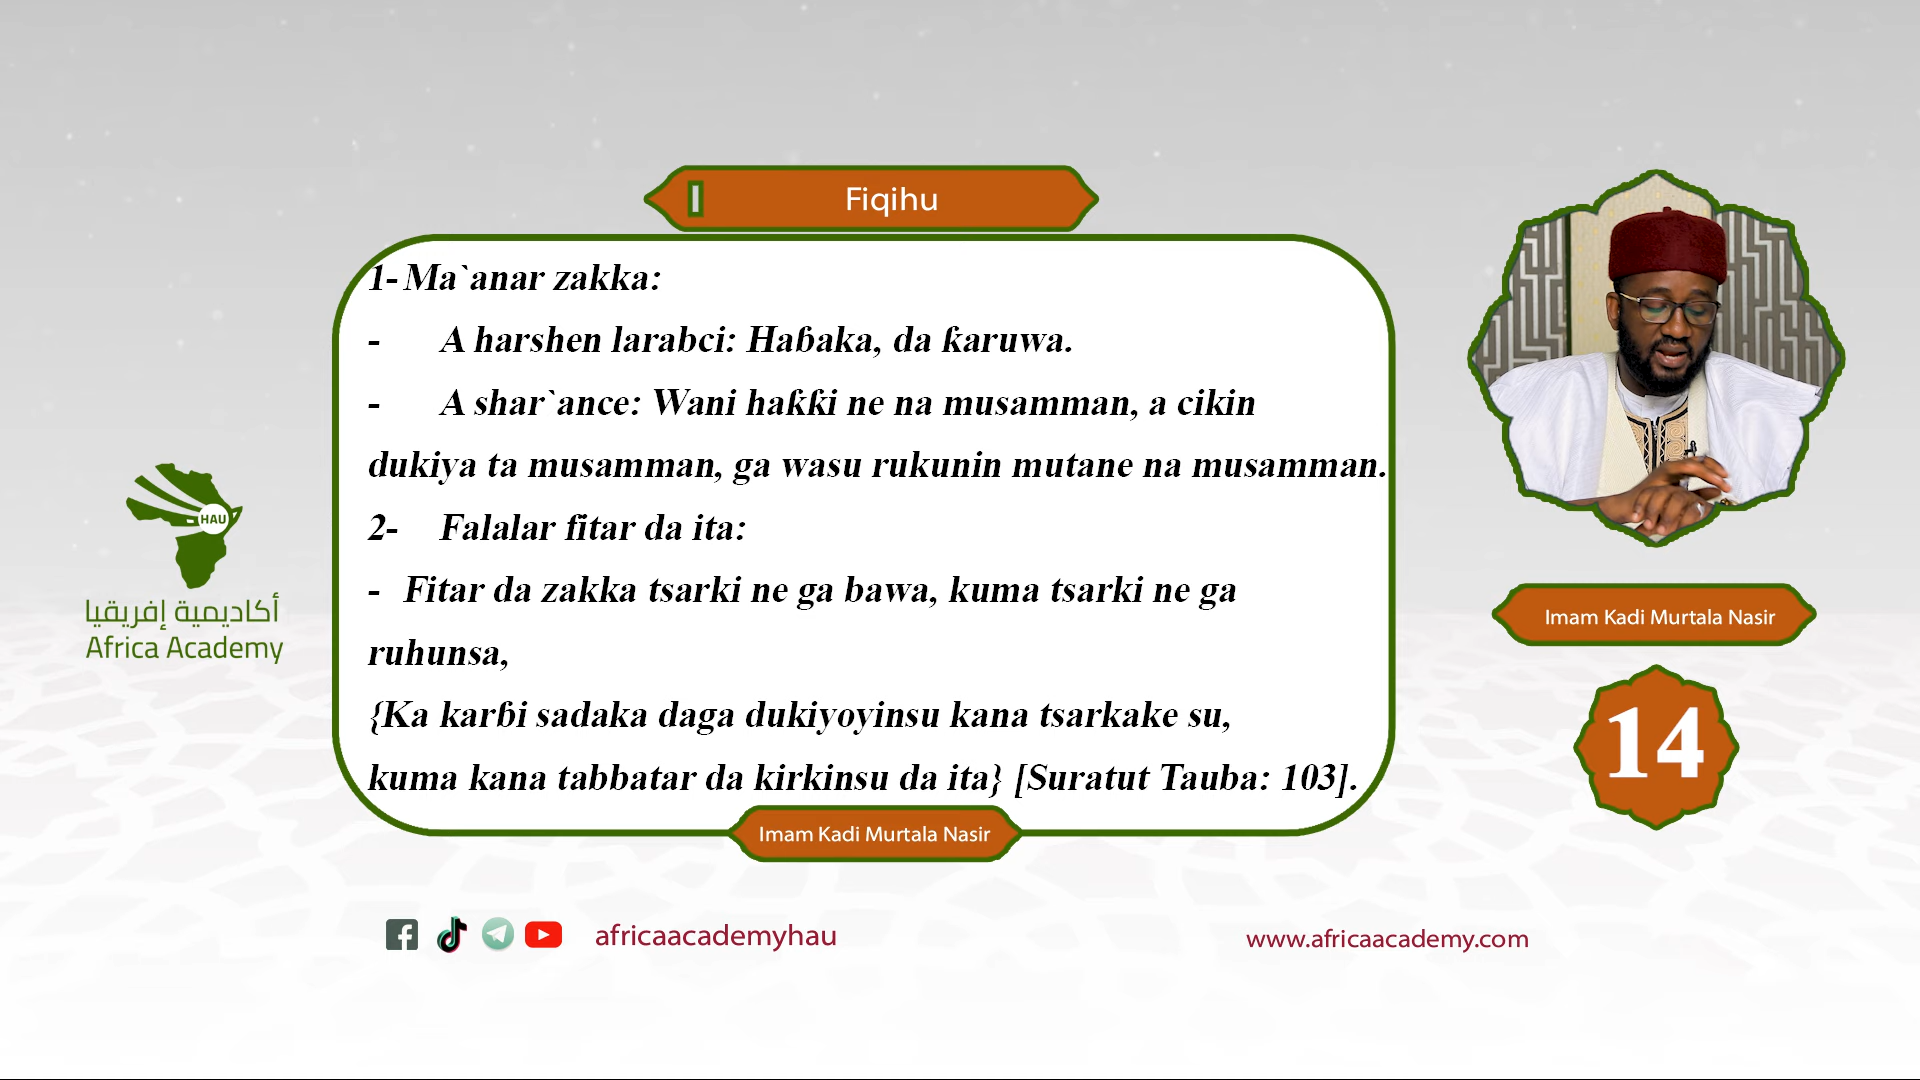 Fiqihu
1- Ma`anar zakka:
- A harshen larabci: Haɓaka, da ƙaruwa.
- A shar`ance: Wani haƙƙi ne na musamman, a cikin
dukiya ta musamman, ga wasu rukunin mutane na musamman.
2- Falalar fitar da ita:
- Fitar da zakka tsarki ne ga bawa, kuma tsarki ne ga
ruhunsa,
{Ka karɓi sadaka daga dukiyoyinsu kana tsarkake su,
kuma kana tabbatar da kirkinsu da ita} [Suratut Tauba: 103].
Imam Kadi Murtala Nasir
HAU
أكاديمية إفريقيا
Africa Academy
Imam Kadi Murtala Nasir
14
africaacademyhau
www.africaacademy.com